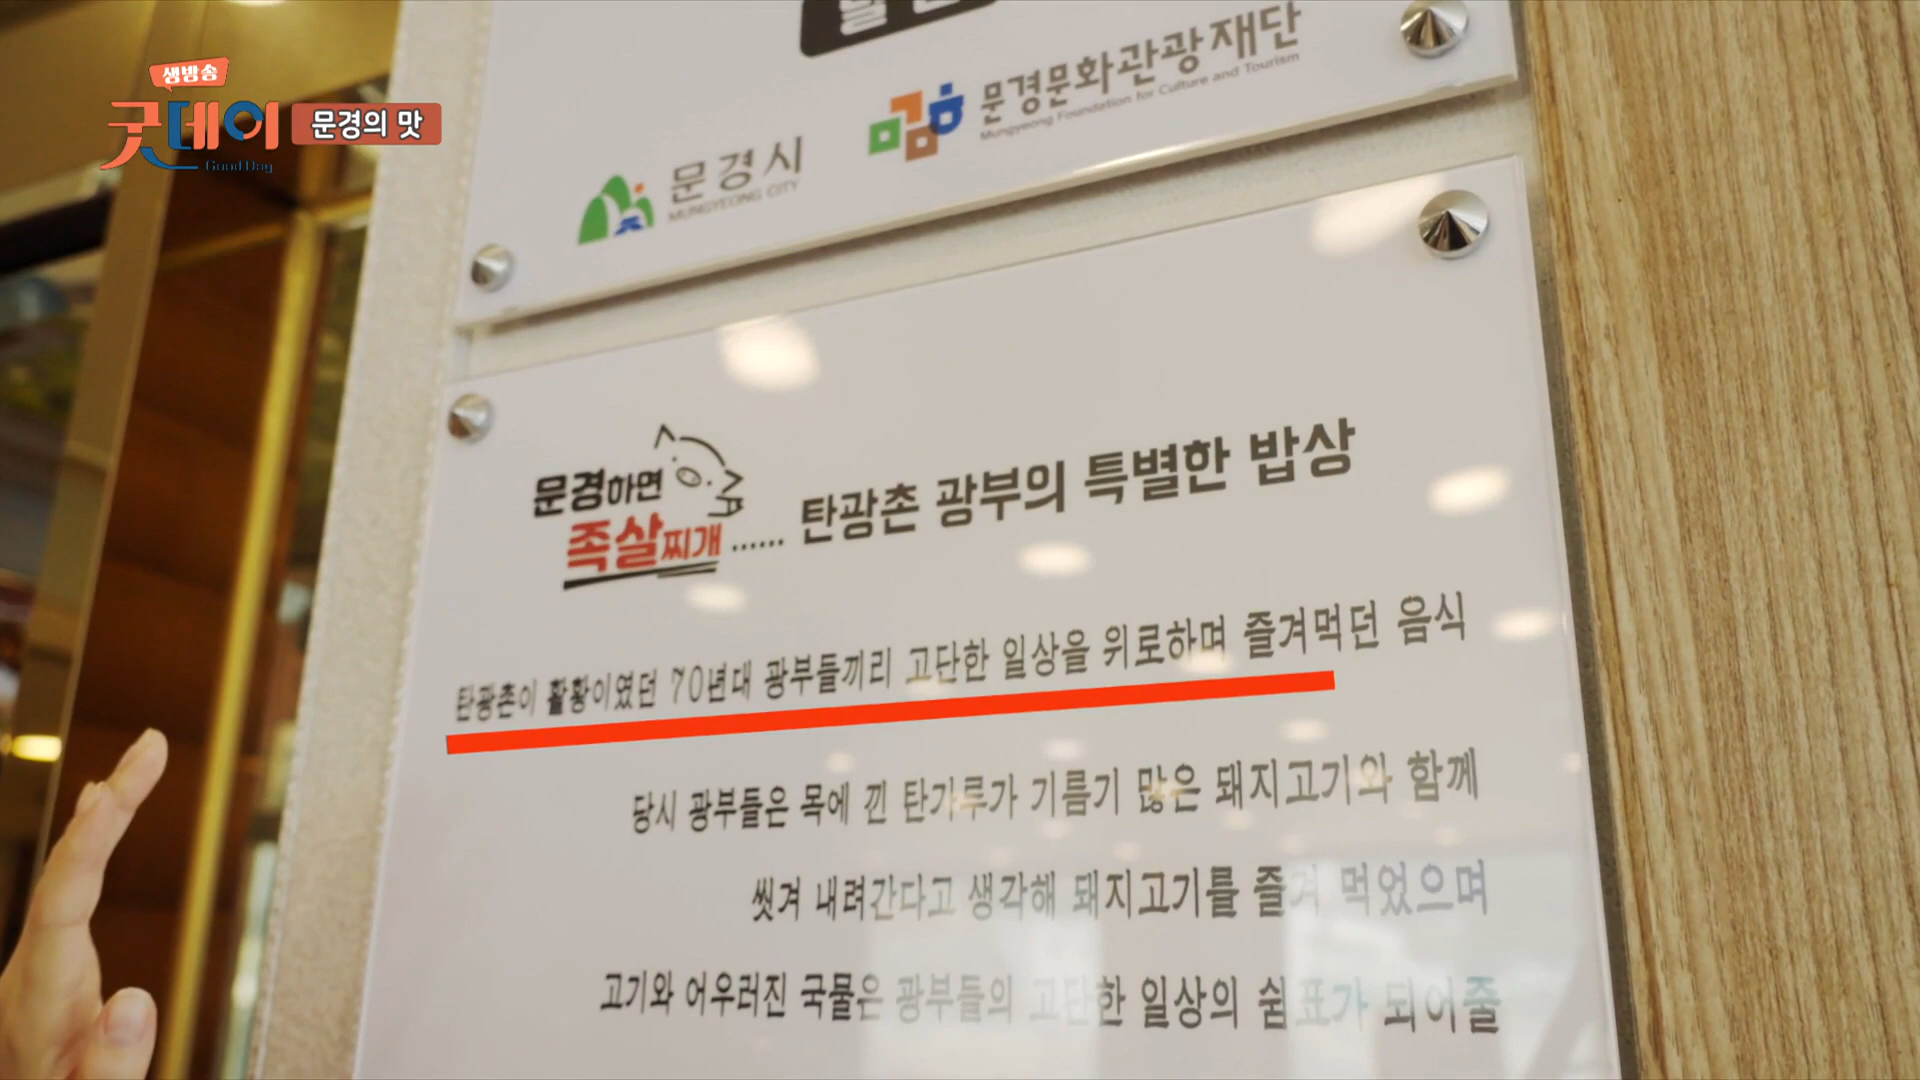 생방송
굿데이
Good Day
문경의 맛
문경시
MUNGYEONG CITY
문경문화관광재단
Mungyeong Foundation for Culture and Tourism
문경하면
족살찌개 ...... 탄광촌 광부의 특별한 밥상
탄광촌이 활황이였던 70년대 광부들끼리 고단한 일상을 위로하며 즐겨먹던 음식
당시 광부들은 목에 낀 탄가루가 기름기 많은 돼지고기와 함께
씻겨 내려간다고 생각해 돼지고기를 즐겨 먹었으며
고기와 어우러진 국물은 광부들의 고단한 일상의 쉼표가 되어줄